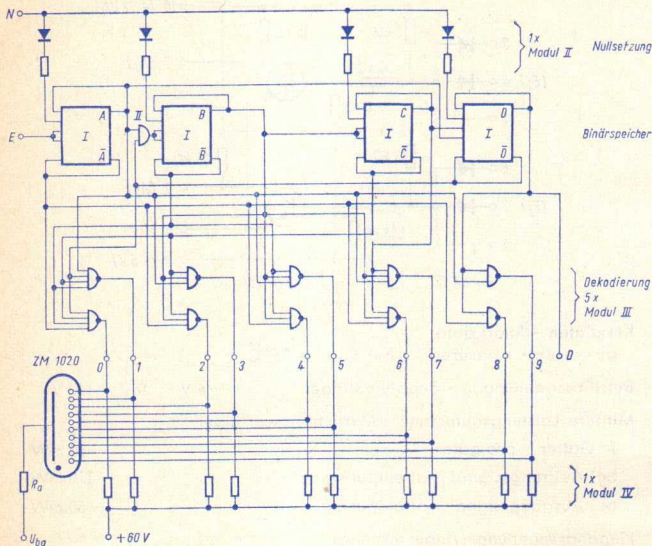 N
1x
Modul II
Nullsetzung
A
II
B
C
D
E
I
I
I
I
Binärspeicher
A̅
B̅
C̅
D̅
Dekodierung
5x
Modul III
ZM 1020
0
1
2
3
4
5
6
7
8
9
D
Ra
1x
Modul IV
Uba
+60V